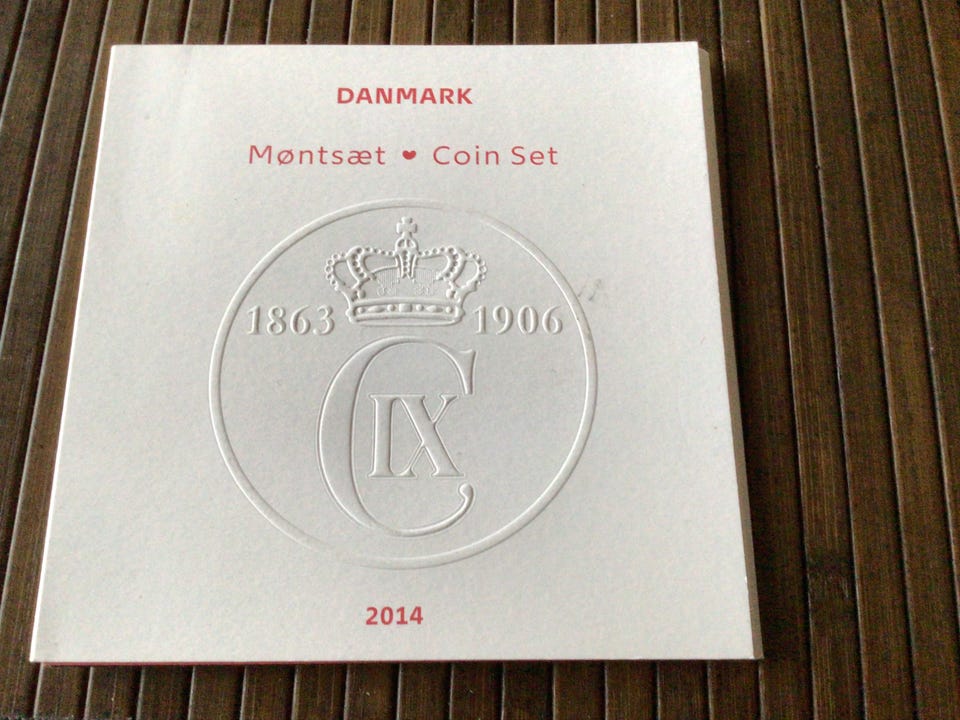 DANMARK
Møntsæt ♥ Coin Set
1863 1906
C IX
2014